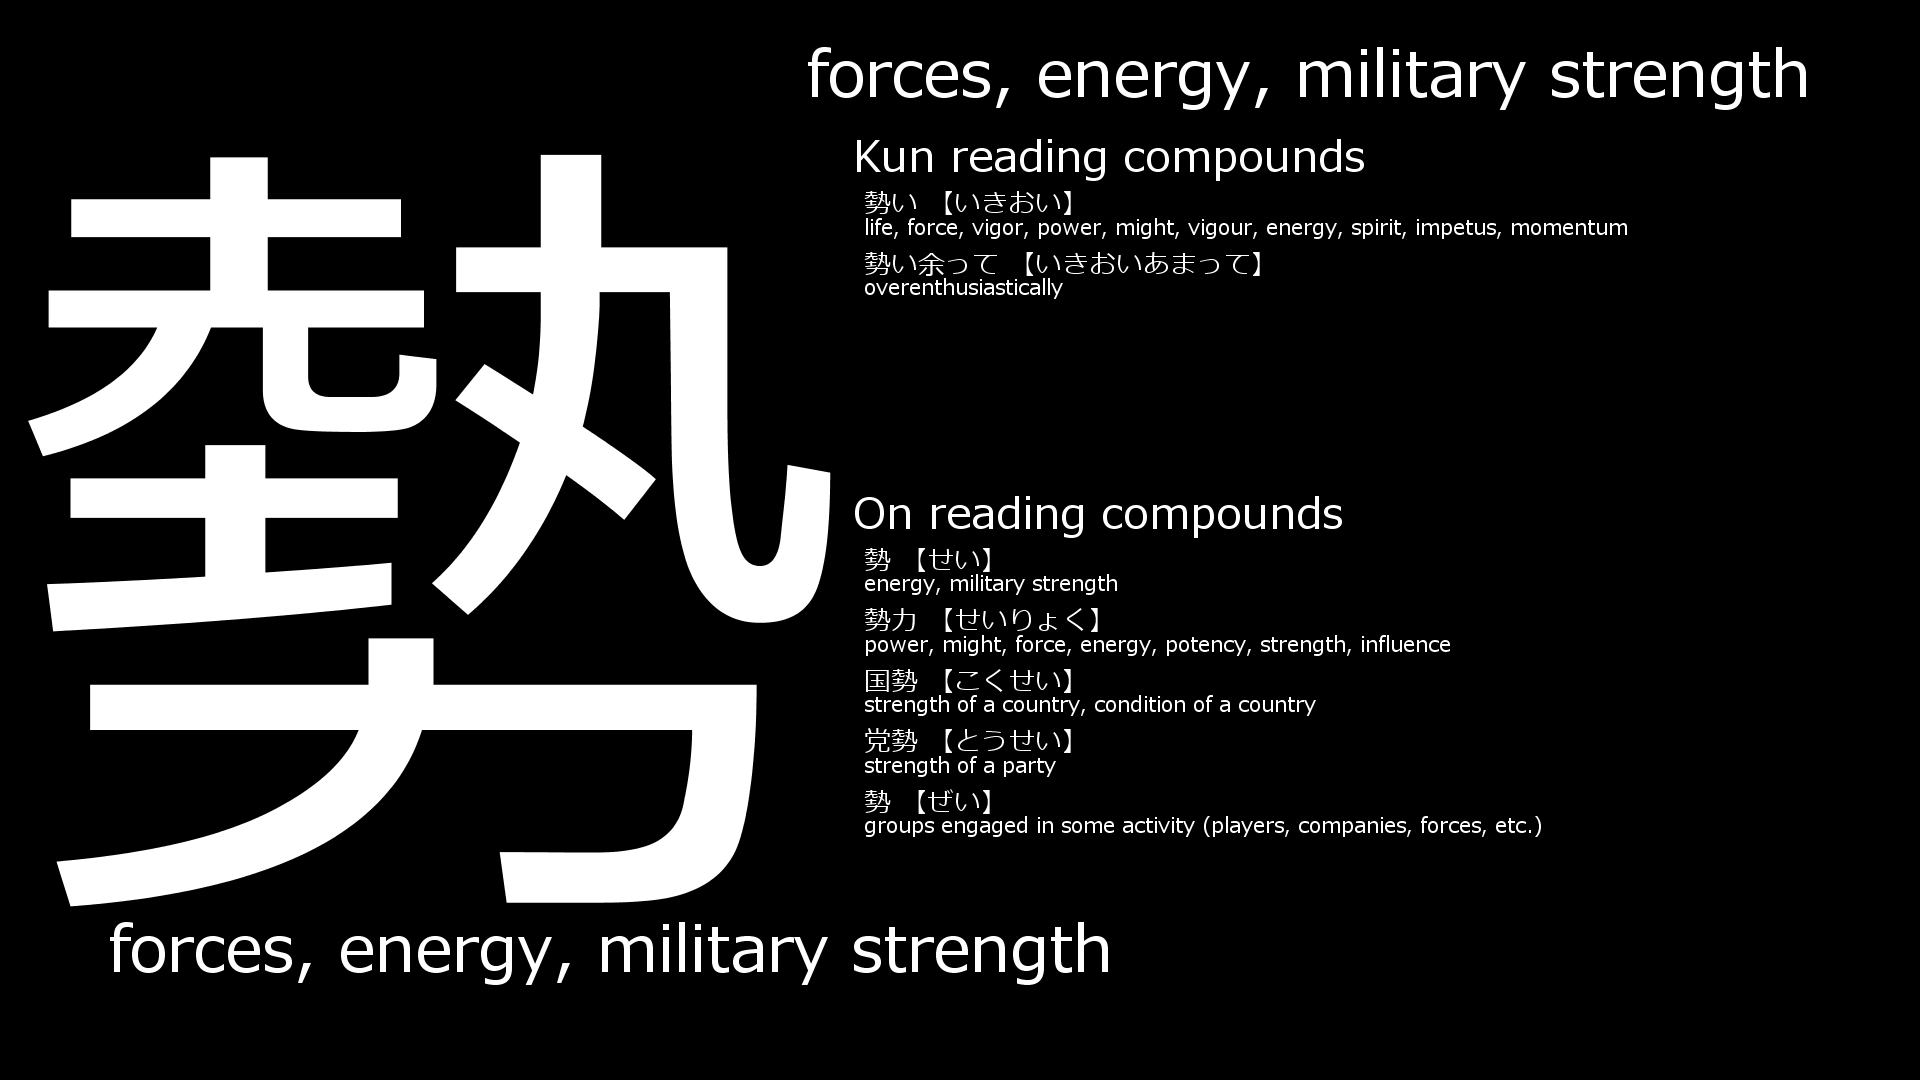 勢
forces, energy, military strength
forces, energy, military strength
Kun reading compounds
勢い 【いきおい】
life, force, vigor, power, might, vigour, energy, spirit, impetus, momentum
勢い余って 【いきおいあまって】
overenthusiastically
On reading compounds
勢 【せい】
energy, military strength
勢力 【せいりょく】
power, might, force, energy, potency, strength, influence
国勢 【こくせい】
strength of a country, condition of a country
党勢 【とうせい】
strength of a party
勢 【ぜい】
groups engaged in some activity (players, companies, forces, etc.)